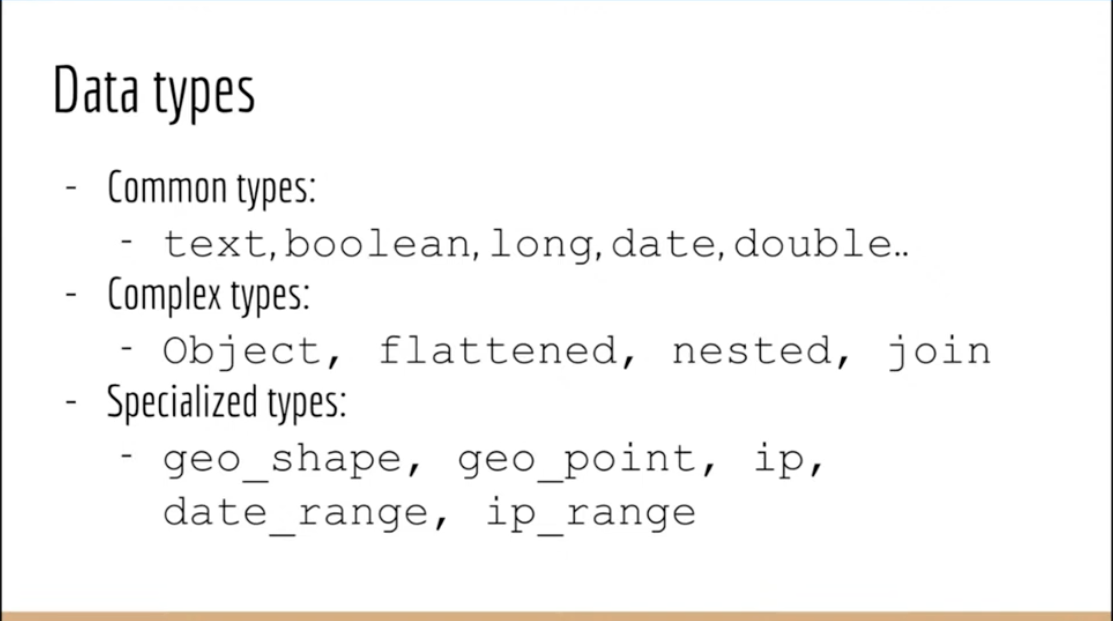 Data types
- Common types:
- text, boolean, long, date, double..
- Complex types:
- Object, flattened, nested, join
- Specialized types:
- geo_shape, geo_point, ip,
date_range, ip_range